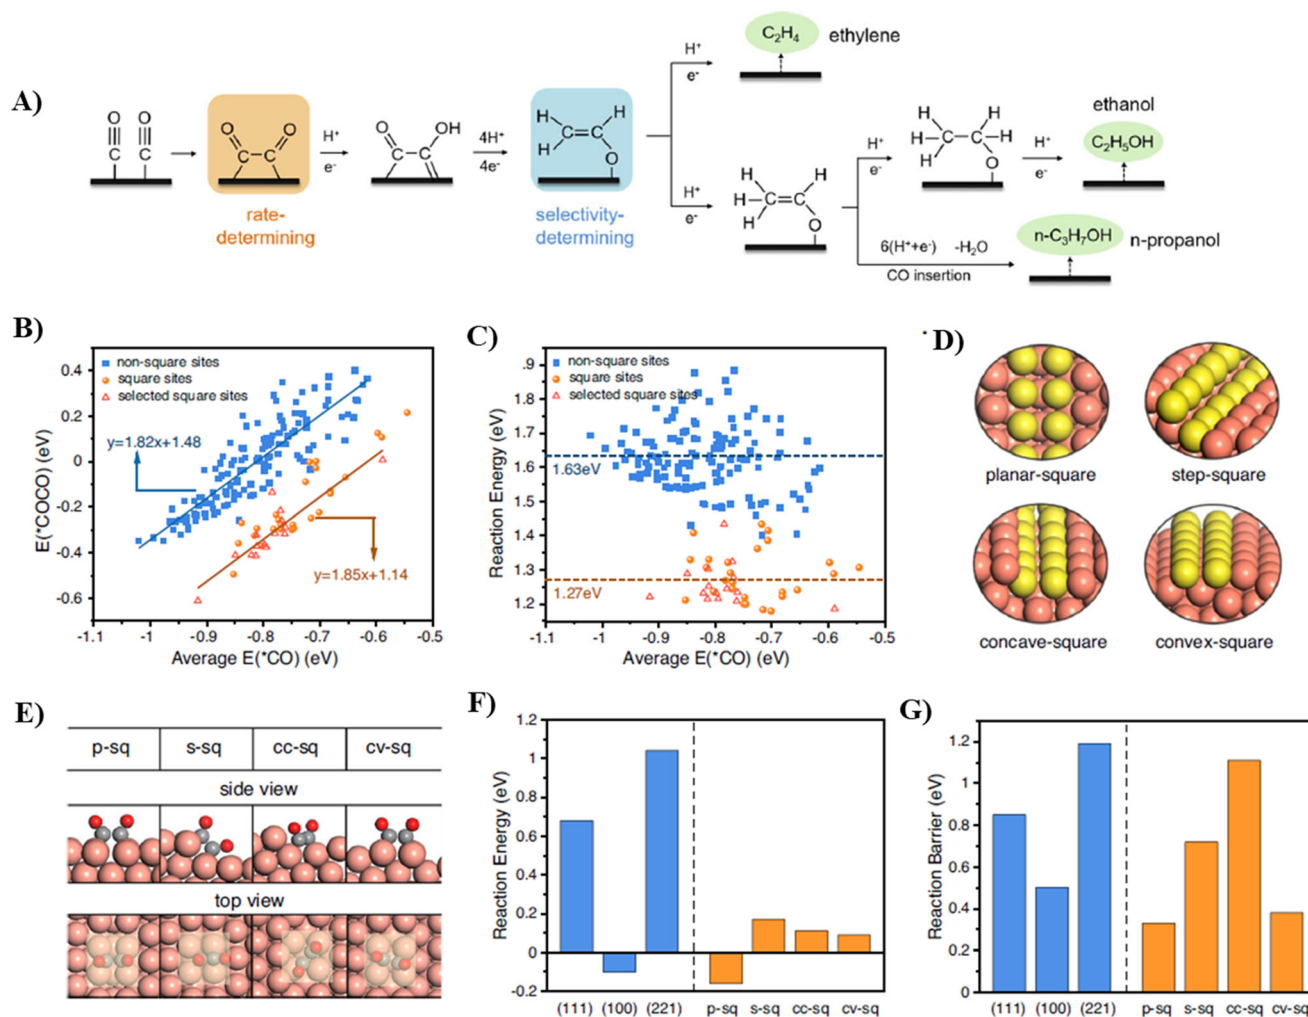 A)
O O
C C
O O
C C
rate-
determining
H⁺
e⁻
O OH
C C
4H⁺
4e⁻
H H
C=C
H O
selectivity-
determining
H⁺
e⁻
C₂H₄ ethylene
H⁺
e⁻
H H
H—C=C
H O
H⁺
e⁻
H H
C—C—H
H O
H⁺
e⁻
ethanol
C₂H₅OH
6(H⁺+e⁻) -H₂O
CO insertion
n-C₃H₇OH n-propanol
B)
non-square sites
square sites
selected square sites
y=1.82x+1.48
y=1.85x+1.14
E(*COCO) (eV)
0.4
0.2
0
-0.2
-0.4
-0.6
-1.1 -1 -0.9 -0.8 -0.7 -0.6 -0.5
Average E(*CO) (eV)
C)
non-square sites
square sites
selected square sites
1.63eV
1.27eV
Reaction Energy (eV)
.9
1.8
1.7
1.6
1.5
1.4
1.3
1.2
-1.1 -1 -0.9 -0.8 -0.7 -0.6 -0.5
Average E(*CO) (eV)
D)
planar-square step-square
concave-square convex-square
E)
p-sq s-sq cc-sq cv-sq
side view
top view
F)
Reaction Energy (eV)
1.2
1.0
0.8
0.6
0.4
0.2
0
-0.2
(111) (100) (221) p-sq s-sq cc-sq cv-sq
G)
Reaction Barrier (eV)
1.2
1
0.8
0.6
0.4
0.2
0
(111) (100) (221) p-sq s-sq cc-sq cv-sq